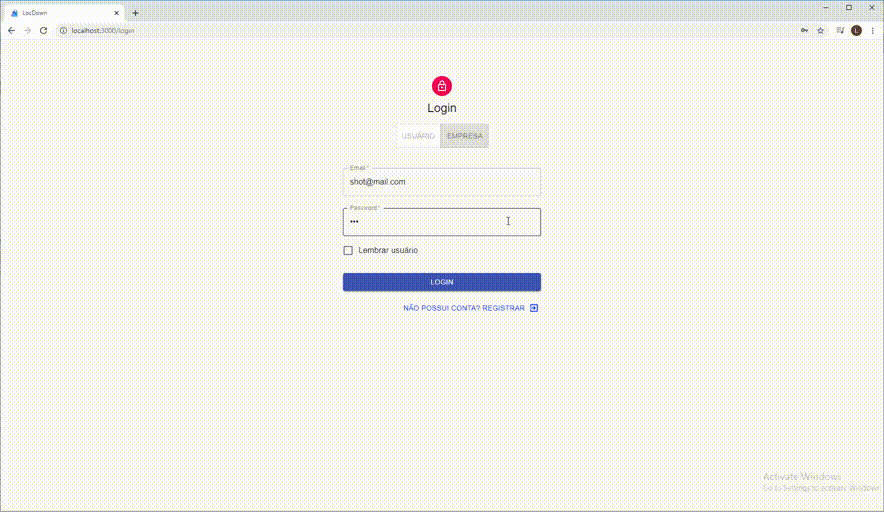 LocDown
localhost:3000/login
L
Login
USUÁRIO
EMPRESA
Email *
shot@mail.com
Password *
Lembrar usuário
LOGIN
NÃO POSSUI CONTA? REGISTRAR
Activate Windows
Go to Settings to activate Windows.